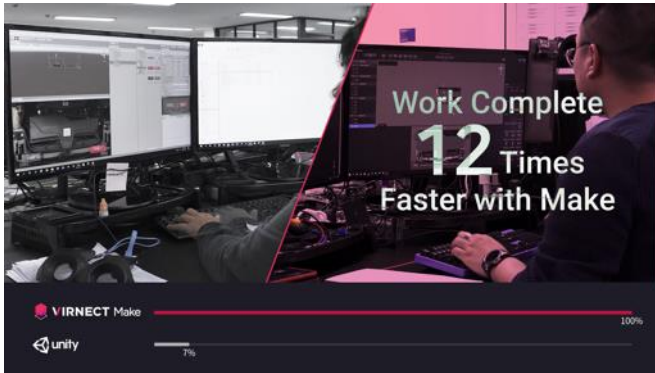 Work Complete
12 Times
Faster with Make
VIRNECT Make
100%
unity
7%